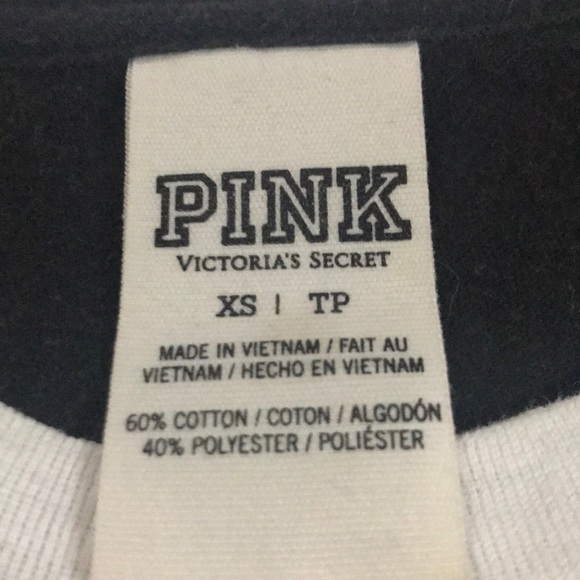 PINK
VICTORIA'S SECRET
XS | TP
MADE IN VIETNAM / FAIT AU
VIETNAM / HECHO EN VIETNAM
60% COTTON / COTON / ALGODÓN
40% POLYESTER / POLIÉSTER